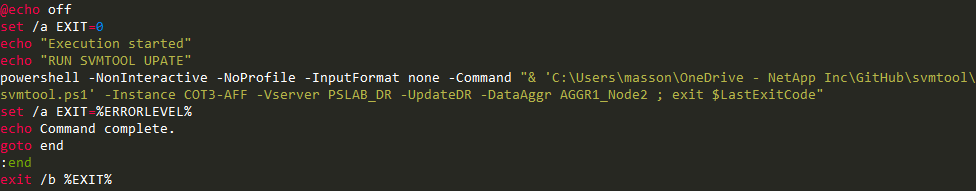 @echo off
set /a EXIT=0
echo "Execution started"
echo "RUN SVMTOOL UPATE"
powershell -NonInteractive -NoProfile -InputFormat none -Command "& 'C:\Users\masson\OneDrive - NetApp Inc\GitHub\svmtool\
svmtool.ps1' -Instance COT3-AFF -Vserver PSLAB_DR -UpdateDR -DataAggr AGGR1_Node2 ; exit $LastExitCode"
set /a EXIT=%ERRORLEVEL%
echo Command complete.
goto end
:end
exit /b %EXIT%